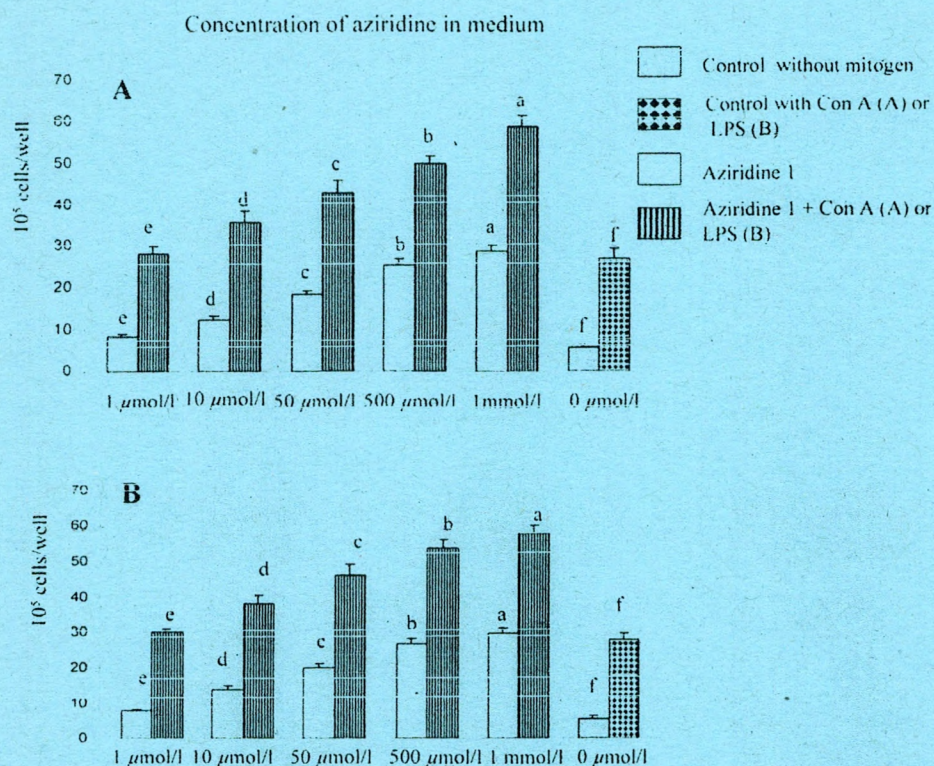 Concentration of aziridine in medium
Control without mitogen
Control with Con A (A) or
LPS (B)
Aziridine 1
Aziridine 1 + Con A (A) or
LPS (B)
A
10⁵ cells/well
70
60
50
40
30
20
10
0
e e d d c c b b a a f f
1 μmol/l 10 μmol/l 50 μmol/l 500 μmol/l 1mmol/l 0 μmol/l
B
10⁵ cells/well
70
60
50
40
30
20
10
0
e e d d c c b b a a f f
1 μmol/l 10 μmol/l 50 μmol/l 500 μmol/l 1 mmol/l 0 μmol/l